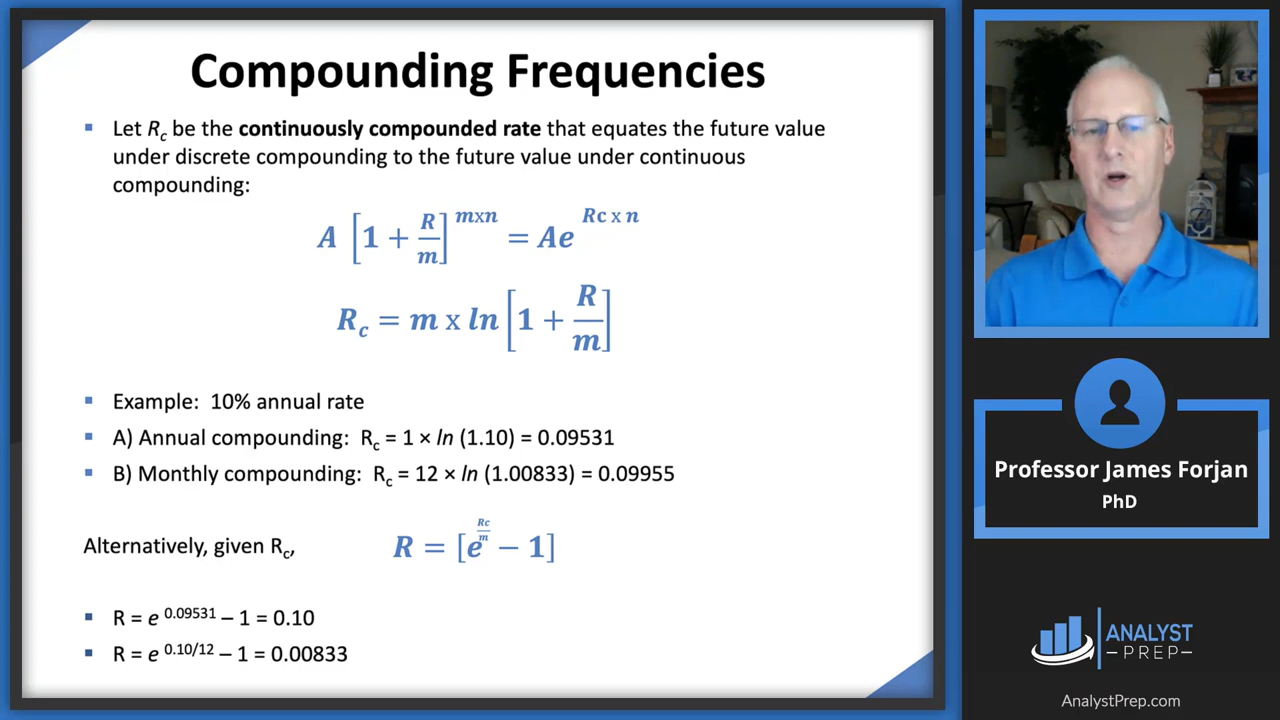 Compounding Frequencies
▪ Let Rc be the continuously compounded rate that equates the future value
under discrete compounding to the future value under continuous
compounding:
A [1 + R/m]^(mxn) = Ae^(Rc x n)
Rc = m x ln [1 + R/m]
▪ Example: 10% annual rate
▪ A) Annual compounding: Rc = 1 × ln (1.10) = 0.09531
▪ B) Monthly compounding: Rc = 12 × ln (1.00833) = 0.09955
Alternatively, given Rc, R = [e^(Rc/m) – 1]
▪ R = e^0.09531 – 1 = 0.10
▪ R = e^0.10/12 – 1 = 0.00833
Professor James Forjan
PhD
ANALYST
–PREP–
AnalystPrep.com